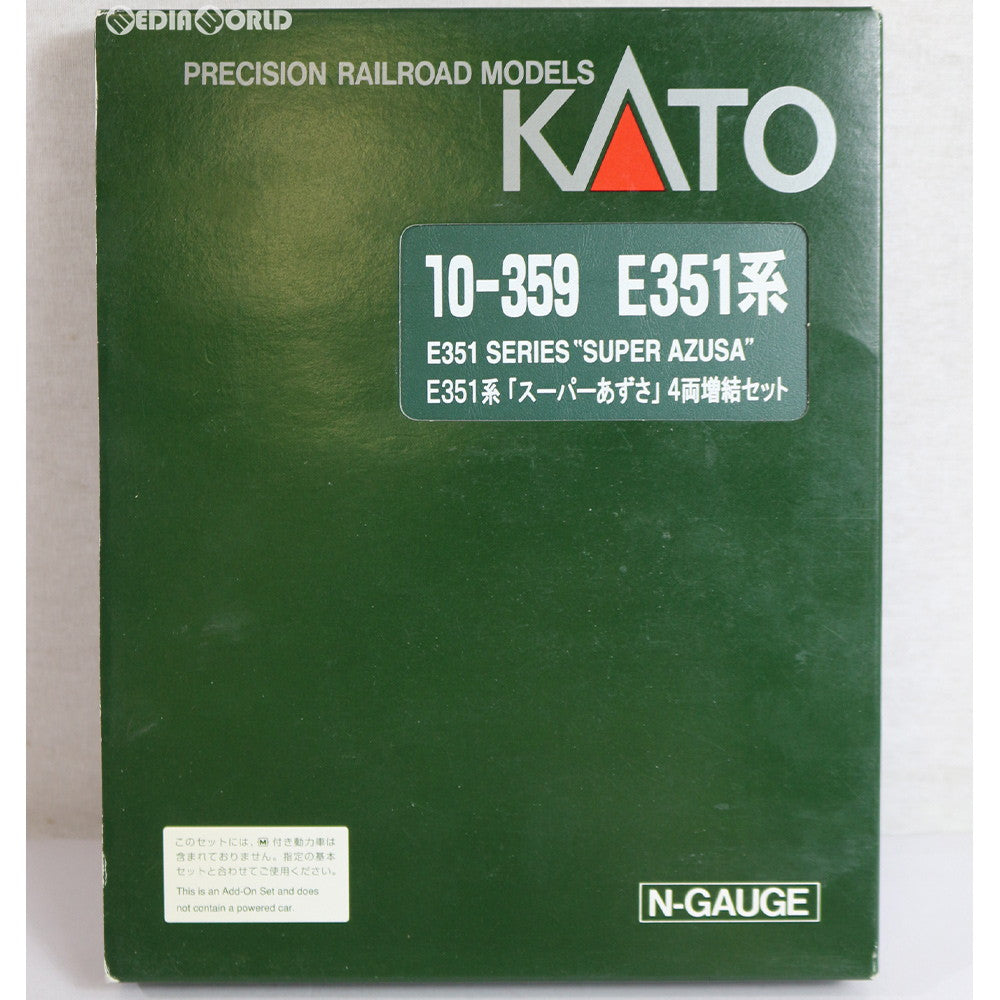 MEDIAWORLD
PRECISION RAILROAD MODELS
KATO
10-359 E351系
E351 SERIES "SUPER AZUSA"
E351系「スーパーあずさ」4両増結セット
このセットには、Ⓜ付き動力車は
含まれておりません。指定の基本
セットと合わせてご使用ください。
This is an Add-On Set and does
not contain a powered car.
N-GAUGE